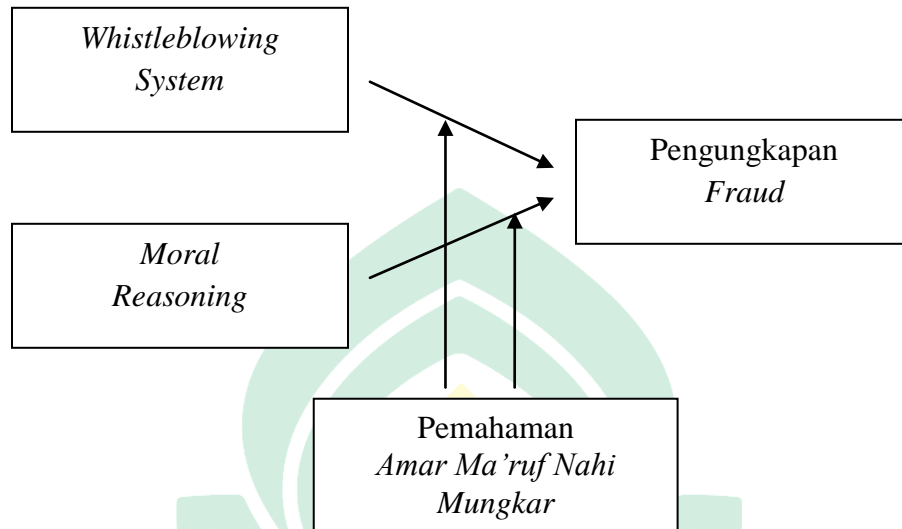 Whistleblowing
System
Moral
Reasoning
Pengungkapan
Fraud
Pemahaman
Amar Ma’ruf Nahi
Mungkar